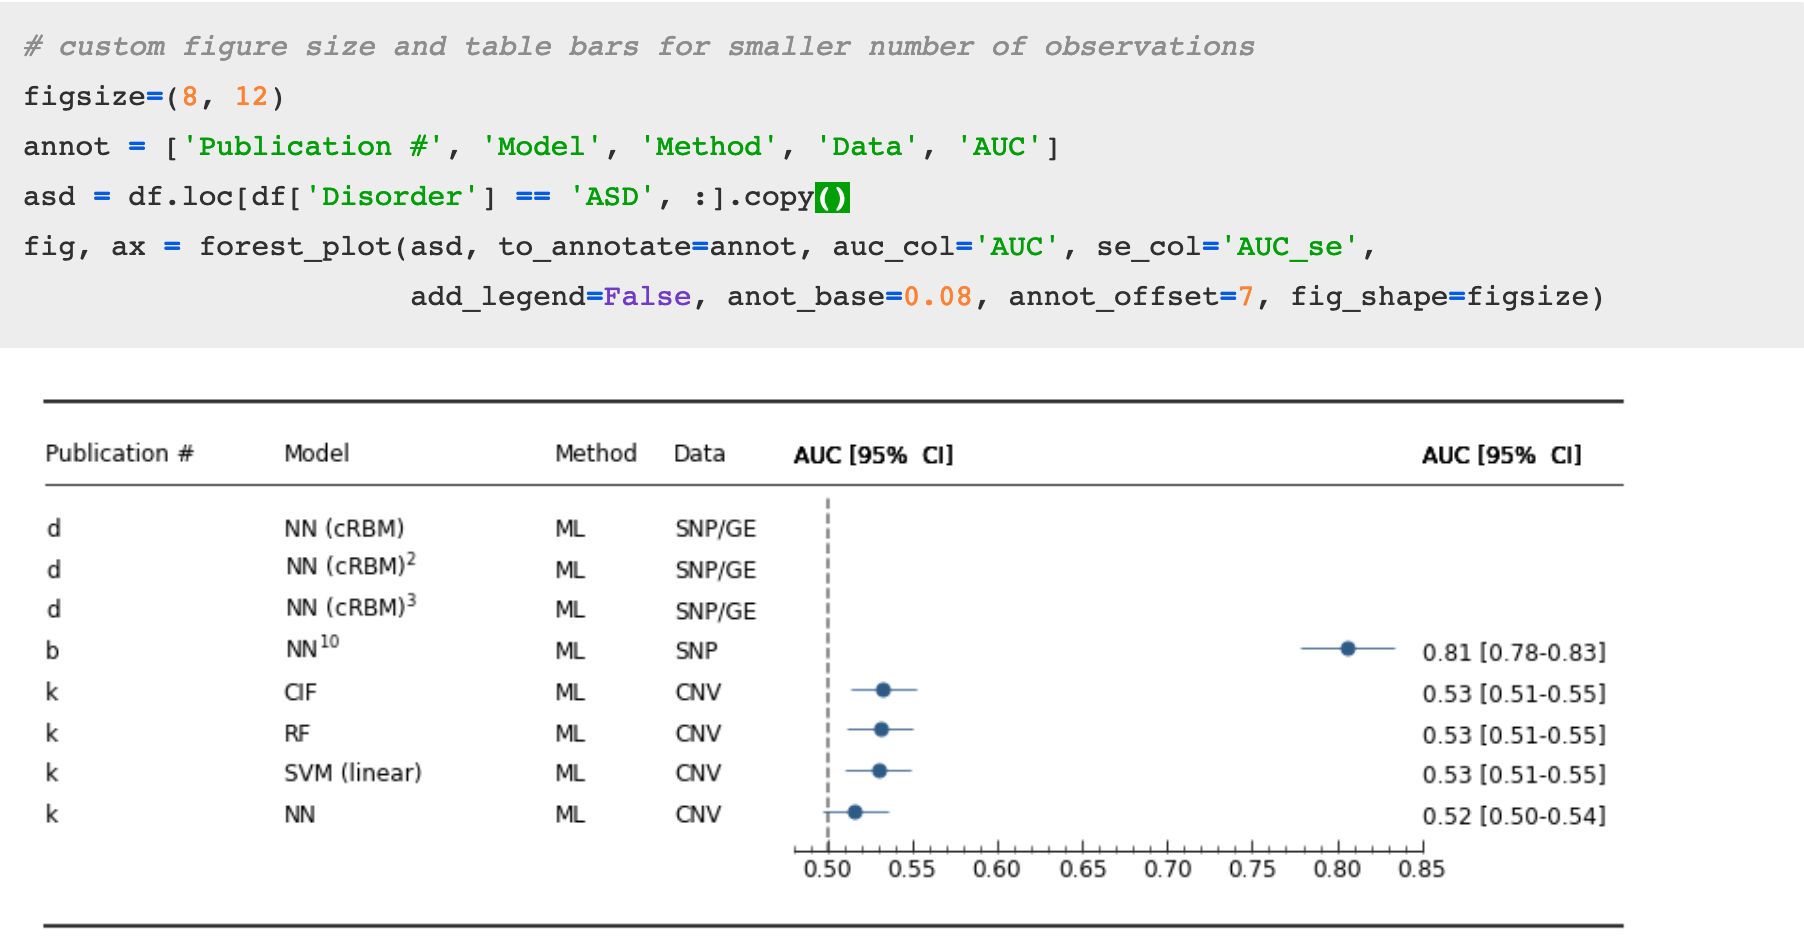 # custom figure size and table bars for smaller number of observations
figsize=(8, 12)
annot = ['Publication #', 'Model', 'Method', 'Data', 'AUC']
asd = df.loc[df['Disorder'] == 'ASD', :].copy()
fig, ax = forest_plot(asd, to_annotate=annot, auc_col='AUC', se_col='AUC_se',
add_legend=False, anot_base=0.08, annot_offset=7, fig_shape=figsize)
Publication # Model Method Data AUC [95% CI] AUC [95% CI]
d NN (cRBM) ML SNP/GE
d NN (cRBM)² ML SNP/GE
d NN (cRBM)³ ML SNP/GE
b NN¹⁰ ML SNP 0.81 [0.78-0.83]
k CIF ML CNV 0.53 [0.51-0.55]
k RF ML CNV 0.53 [0.51-0.55]
k SVM (linear) ML CNV 0.53 [0.51-0.55]
k NN ML CNV 0.52 [0.50-0.54]
0.50 0.55 0.60 0.65 0.70 0.75 0.80 0.85